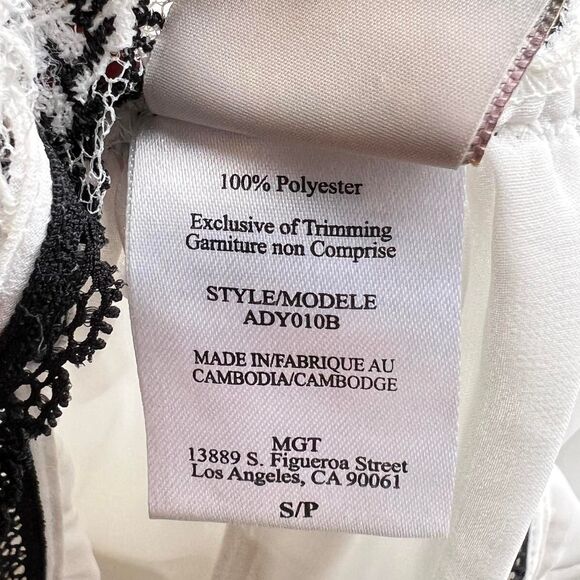 100% Polyester
Exclusive of Trimming
Garniture non Comprise
STYLE/MODELE
ADY010B
MADE IN/FABRIQUE AU
CAMBODIA/CAMBODGE
MGT
13889 S. Figueroa Street
Los Angeles, CA 90061
S/P